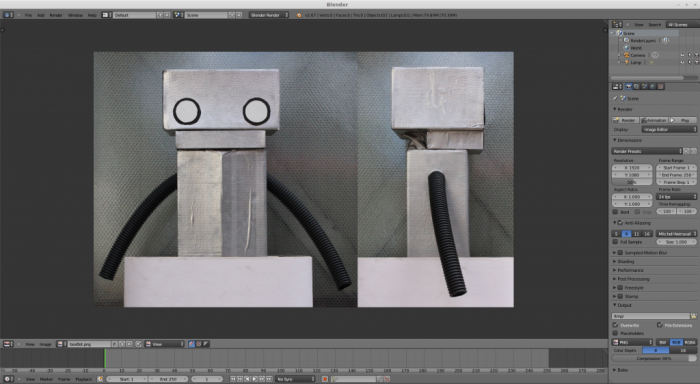 Blender
File Add Render Window Help Default Scene Blender Render
View Search All Scenes
Scene
RenderLayers
World
Camera
Lamp
Scene
Render
Render Animation Play
Display: Image Editor
Dimensions
Render Presets
Resolution: Frame Range:
X: 1920 Start Frame: 1
Y: 1080 End Frame: 250
50% Frame Step: 1
Aspect Ratio: Frame Rate:
X: 1.000 24 fps
Y: 1.000 Time Remapping:
Anti-Aliasing
5 8 11 16 Mitchell-Netravali
Full Sample Size: 1.000
Sampled Motion Blur
Shading
Performance
Post Processing
Freestyle
Stamp
Output
/tmp/
Overwrite File Extensions
Placeholders
PNG BW RGB RGBA
Color Depth: 8 16
Compression: 90%
Bake
View Image View
View Marker Frame Playback Start: 1 End: 250 1 No Sync